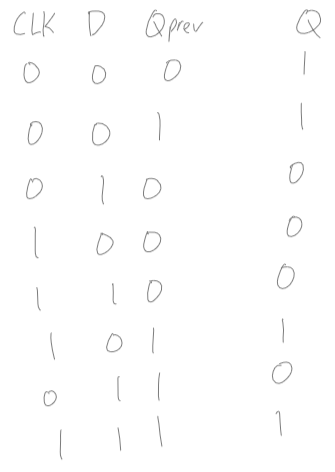 CLK D Qprev Q
0 0 0 1
0 0 1 1
0 1 0 0
1 0 0 0
1 1 0 0
1 0 1 1
0 1 1 0
1 1 1 1